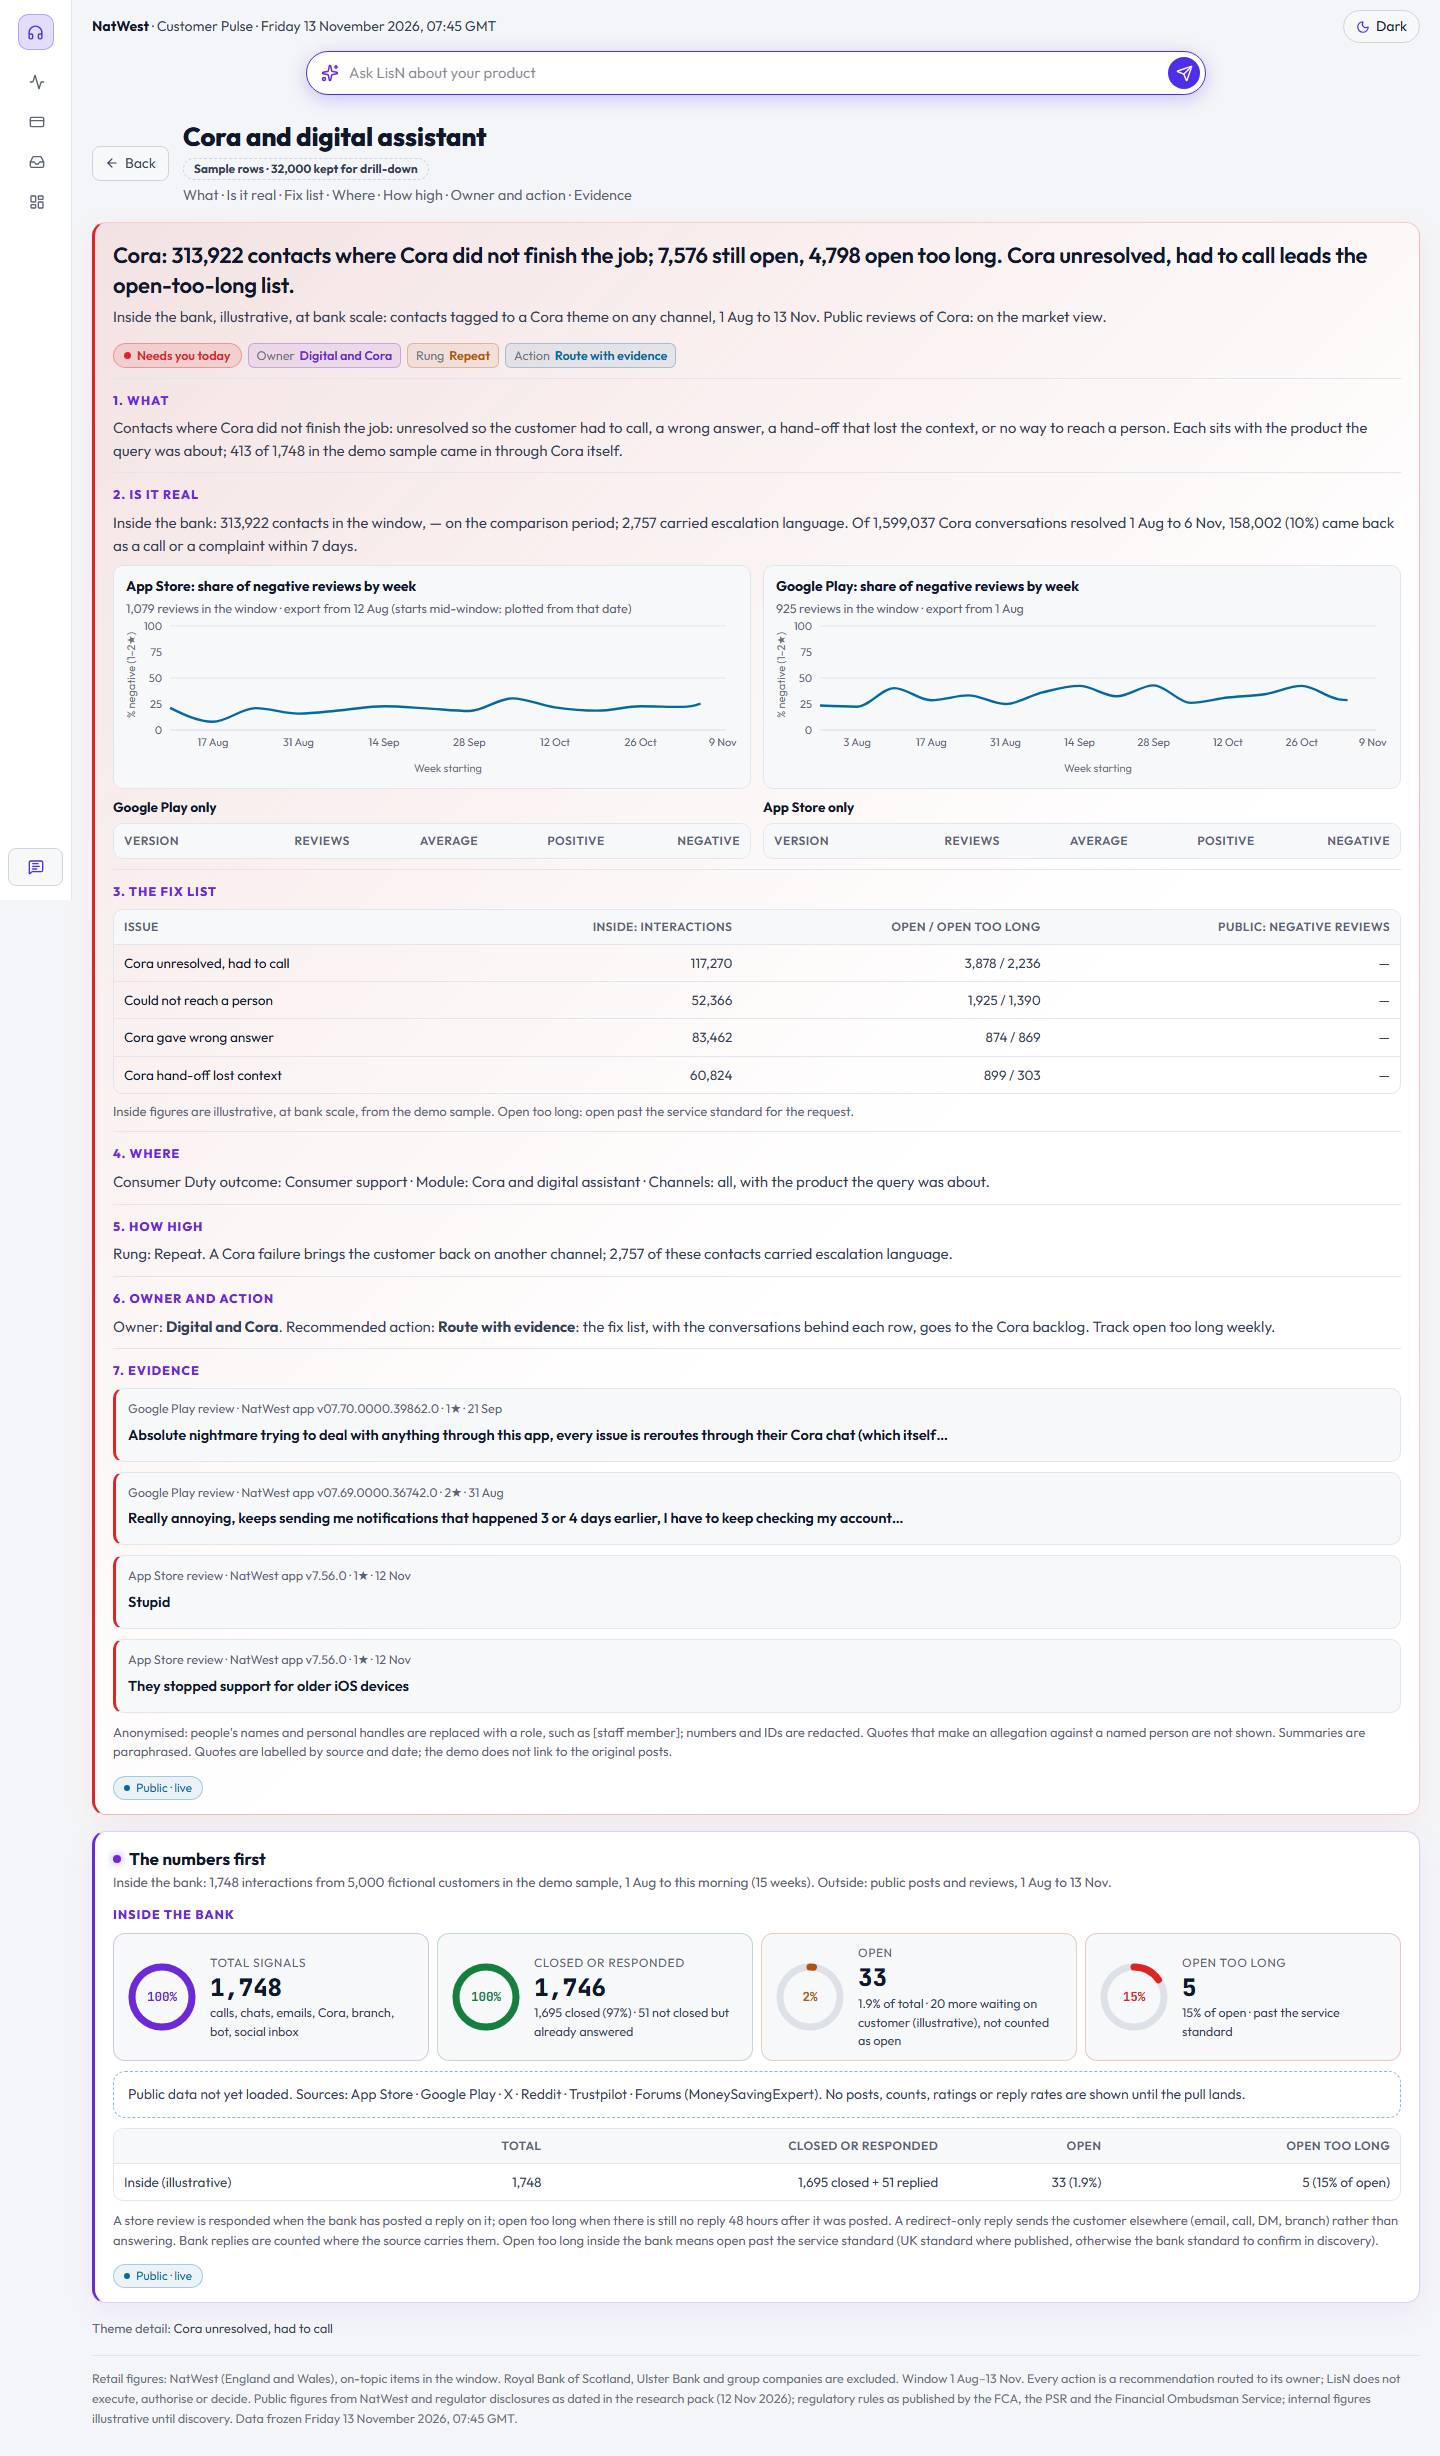 NatWest · Customer Pulse · Friday 13 November 2026, 07:45 GMT
Dark
Ask LisN about your product
Back
Cora and digital assistant
Sample rows · 32,000 kept for drill-down
What · Is it real · Fix list · Where · How high · Owner and action · Evidence
Cora: 313,922 contacts where Cora did not finish the job; 7,576 still open, 4,798 open too long. Cora unresolved, had to call leads the
open-too-long list.
Inside the bank, illustrative, at bank scale: contacts tagged to a Cora theme on any channel, 1 Aug to 13 Nov. Public reviews of Cora: on the market view.
Needs you today
Owner Digital and Cora
Rung Repeat
Action Route with evidence
1. WHAT
Contacts where Cora did not finish the job: unresolved so the customer had to call, a wrong answer, a hand-off that lost the context, or no way to reach a person. Each sits with the product the
query was about; 413 of 1,748 in the demo sample came in through Cora itself.
2. IS IT REAL
Inside the bank: 313,922 contacts in the window, — on the comparison period; 2,757 carried escalation language. Of 1,599,037 Cora conversations resolved 1 Aug to 6 Nov, 158,002 (10%) came back
as a call or a complaint within 7 days.
App Store: share of negative reviews by week
1,079 reviews in the window · export from 12 Aug (starts mid-window: plotted from that date)
% negative (1–2★)
100
75
50
25
0
17 Aug 31 Aug 14 Sep 28 Sep 12 Oct 26 Oct 9 Nov
Week starting
Google Play: share of negative reviews by week
925 reviews in the window · export from 1 Aug
% negative (1–2★)
100
75
50
25
0
3 Aug 17 Aug 31 Aug 14 Sep 28 Sep 12 Oct 26 Oct 9 Nov
Week starting
Google Play only
VERSION REVIEWS AVERAGE POSITIVE NEGATIVE
App Store only
VERSION REVIEWS AVERAGE POSITIVE NEGATIVE
3. THE FIX LIST
ISSUE INSIDE: INTERACTIONS OPEN / OPEN TOO LONG PUBLIC: NEGATIVE REVIEWS
Cora unresolved, had to call 117,270 3,878 / 2,236 —
Could not reach a person 52,366 1,925 / 1,390 —
Cora gave wrong answer 83,462 874 / 869 —
Cora hand-off lost context 60,824 899 / 303 —
Inside figures are illustrative, at bank scale, from the demo sample. Open too long: open past the service standard for the request.
4. WHERE
Consumer Duty outcome: Consumer support · Module: Cora and digital assistant · Channels: all, with the product the query was about.
5. HOW HIGH
Rung: Repeat. A Cora failure brings the customer back on another channel; 2,757 of these contacts carried escalation language.
6. OWNER AND ACTION
Owner: Digital and Cora. Recommended action: Route with evidence: the fix list, with the conversations behind each row, goes to the Cora backlog. Track open too long weekly.
7. EVIDENCE
Google Play review · NatWest app v07.70.0000.39862.0 · 1★ · 21 Sep
Absolute nightmare trying to deal with anything through this app, every issue is reroutes through their Cora chat (which itself…
Google Play review · NatWest app v07.69.0000.36742.0 · 2★ · 31 Aug
Really annoying, keeps sending me notifications that happened 3 or 4 days earlier, I have to keep checking my account…
App Store review · NatWest app v7.56.0 · 1★ · 12 Nov
Stupid
App Store review · NatWest app v7.56.0 · 1★ · 12 Nov
They stopped support for older iOS devices
Anonymised: people's names and personal handles are replaced with a role, such as [staff member]; numbers and IDs are redacted. Quotes that make an allegation against a named person are not shown. Summaries are
paraphrased. Quotes are labelled by source and date; the demo does not link to the original posts.
Public · live
The numbers first
Inside the bank: 1,748 interactions from 5,000 fictional customers in the demo sample, 1 Aug to this morning (15 weeks). Outside: public posts and reviews, 1 Aug to 13 Nov.
INSIDE THE BANK
100%
TOTAL SIGNALS
1,748
calls, chats, emails, Cora, branch,
bot, social inbox
100%
CLOSED OR RESPONDED
1,746
1,695 closed (97%) · 51 not closed but
already answered
2%
OPEN
33
1.9% of total · 20 more waiting on
customer (illustrative), not counted
as open
15%
OPEN TOO LONG
5
15% of open · past the service
standard
Public data not yet loaded. Sources: App Store · Google Play · X · Reddit · Trustpilot · Forums (MoneySavingExpert). No posts, counts, ratings or reply rates are shown until the pull lands.
TOTAL CLOSED OR RESPONDED OPEN OPEN TOO LONG
Inside (illustrative) 1,748 1,695 closed + 51 replied 33 (1.9%) 5 (15% of open)
A store review is responded when the bank has posted a reply on it; open too long when there is still no reply 48 hours after it was posted. A redirect-only reply sends the customer elsewhere (email, call, DM, branch) rather than
answering. Bank replies are counted where the source carries them. Open too long inside the bank means open past the service standard (UK standard where published, otherwise the bank standard to confirm in discovery).
Public · live
Theme detail: Cora unresolved, had to call
Retail figures: NatWest (England and Wales), on-topic items in the window. Royal Bank of Scotland, Ulster Bank and group companies are excluded. Window 1 Aug–13 Nov. Every action is a recommendation routed to its owner; LisN does not
execute, authorise or decide. Public figures from NatWest and regulator disclosures as dated in the research pack (12 Nov 2026); regulatory rules as published by the FCA, the PSR and the Financial Ombudsman Service; internal figures
illustrative until discovery. Data frozen Friday 13 November 2026, 07:45 GMT.